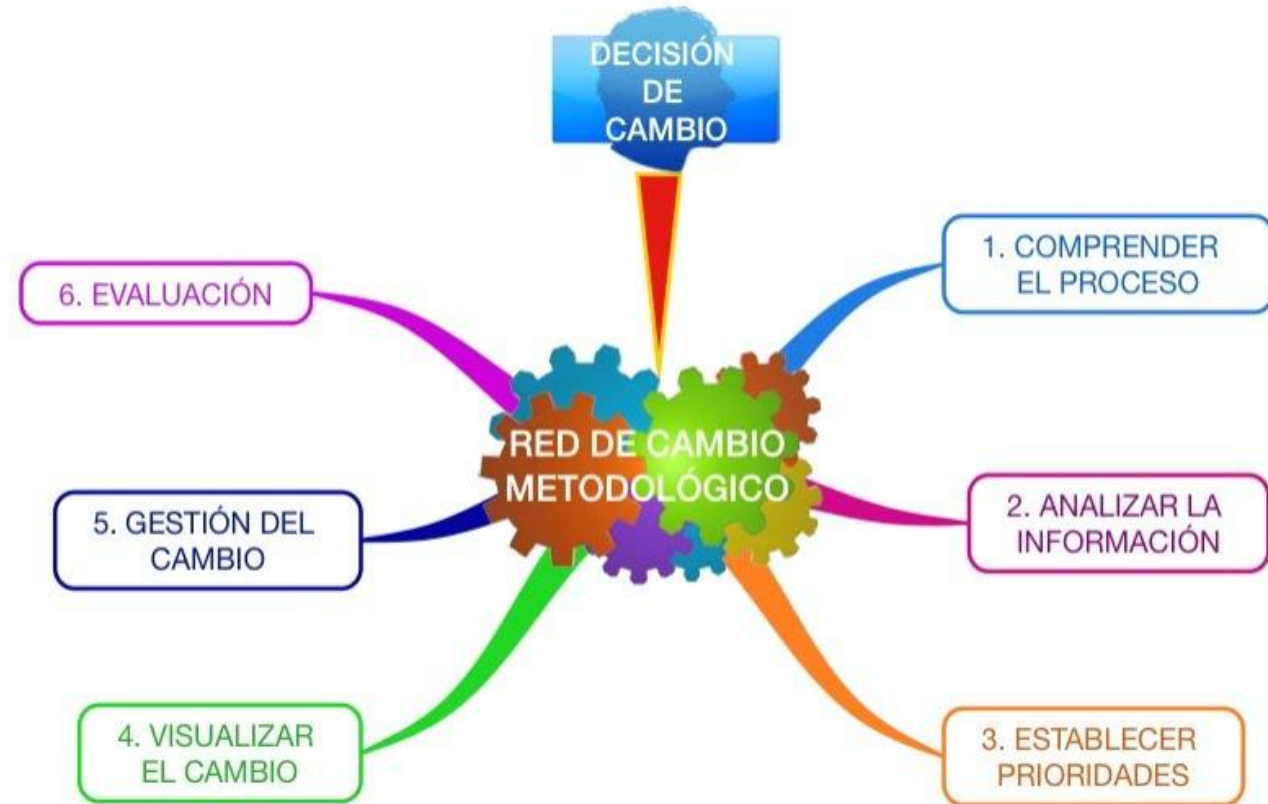 DECISIÓN
DE
CAMBIO
RED DE CAMBIO
METODOLÓGICO
1. COMPRENDER
EL PROCESO
2. ANALIZAR LA
INFORMACIÓN
3. ESTABLECER
PRIORIDADES
4. VISUALIZAR
EL CAMBIO
5. GESTIÓN DEL
CAMBIO
6. EVALUACIÓN